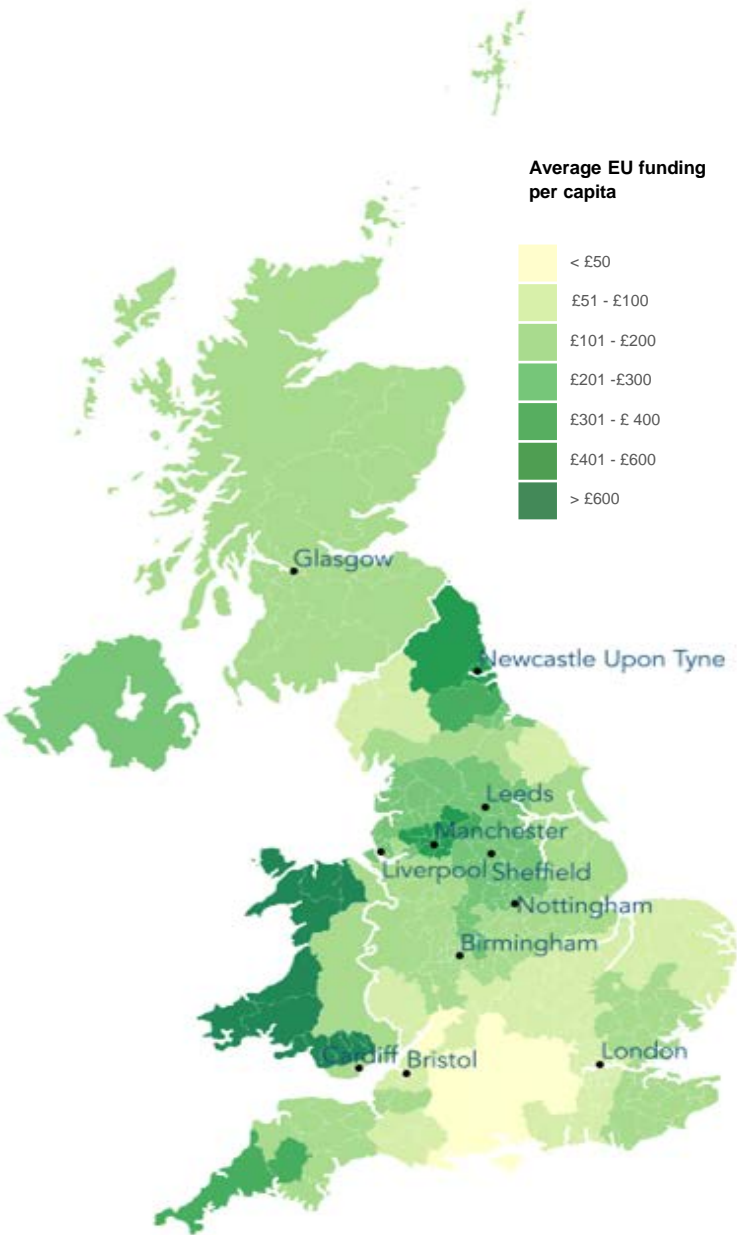 Average EU funding
per capita
< £50
£51 - £100
£101 - £200
£201 -£300
£301 - £ 400
£401 - £600
> £600
Glasgow
Newcastle Upon Tyne
Leeds
Manchester
Liverpool
Sheffield
Nottingham
Birmingham
Cardiff
Bristol
London